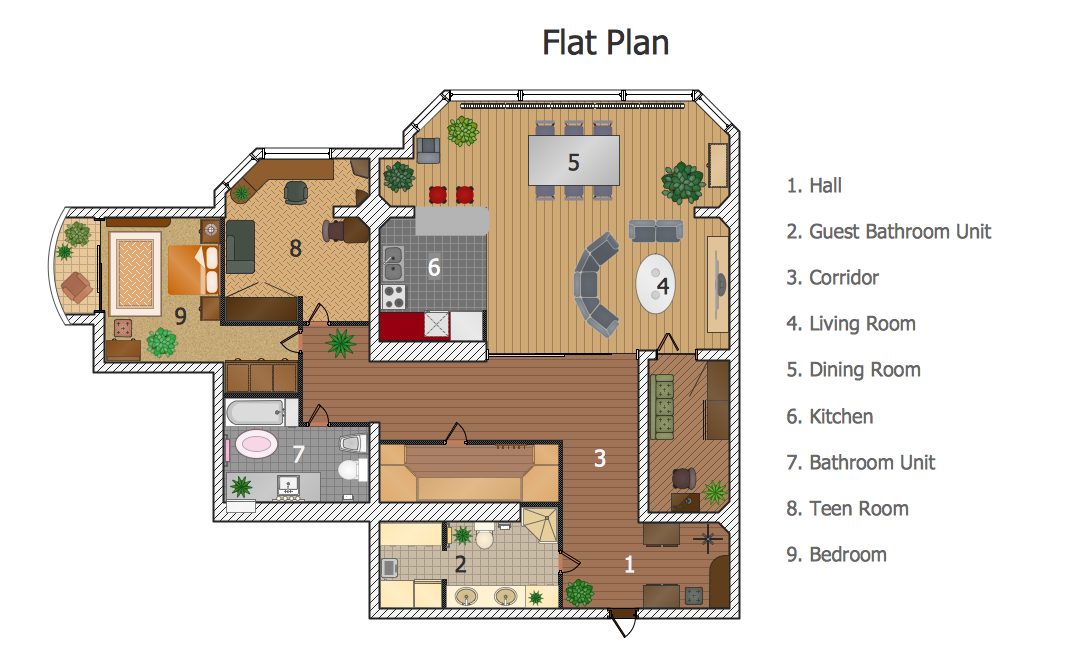 Flat Plan
5
4
6
8
9
7
3
2
1
1. Hall
2. Guest Bathroom Unit
3. Corridor
4. Living Room
5. Dining Room
6. Kitchen
7. Bathroom Unit
8. Teen Room
9. Bedroom